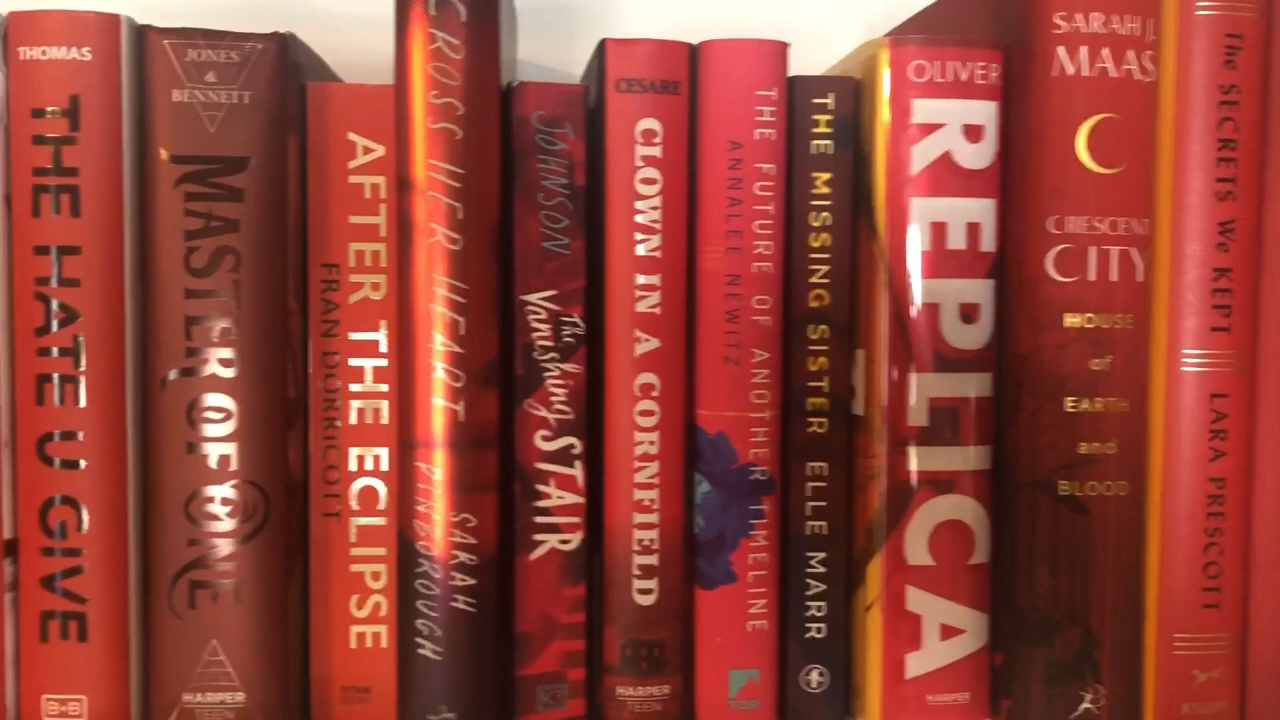 THOMAS
THE HATE U GIVE
B+B
JONES
&
BENNETT
MASTER OF ONE
HARPER
TEEN
AFTER THE ECLIPSE
FRAN DORRICOTT
TITAN
CROSS HER HEART
SARAH
PINBOROUGH
JOHNSON
The
Vanishing STAIR
CESARE
CLOWN IN A CORNFIELD
HARPER
TEEN
THE FUTURE OF ANOTHER TIMELINE
ANNALEE NEWITZ
TOR
THE MISSING SISTER ELLE MARR
OLIVER
REPLICA
HARPER
SARAH J.
MAAS
CRESCENT
CITY
HOUSE
of
EARTH
and
BLOOD
The SECRETS We KEPT
LARA PRESCOTT
KNOPF